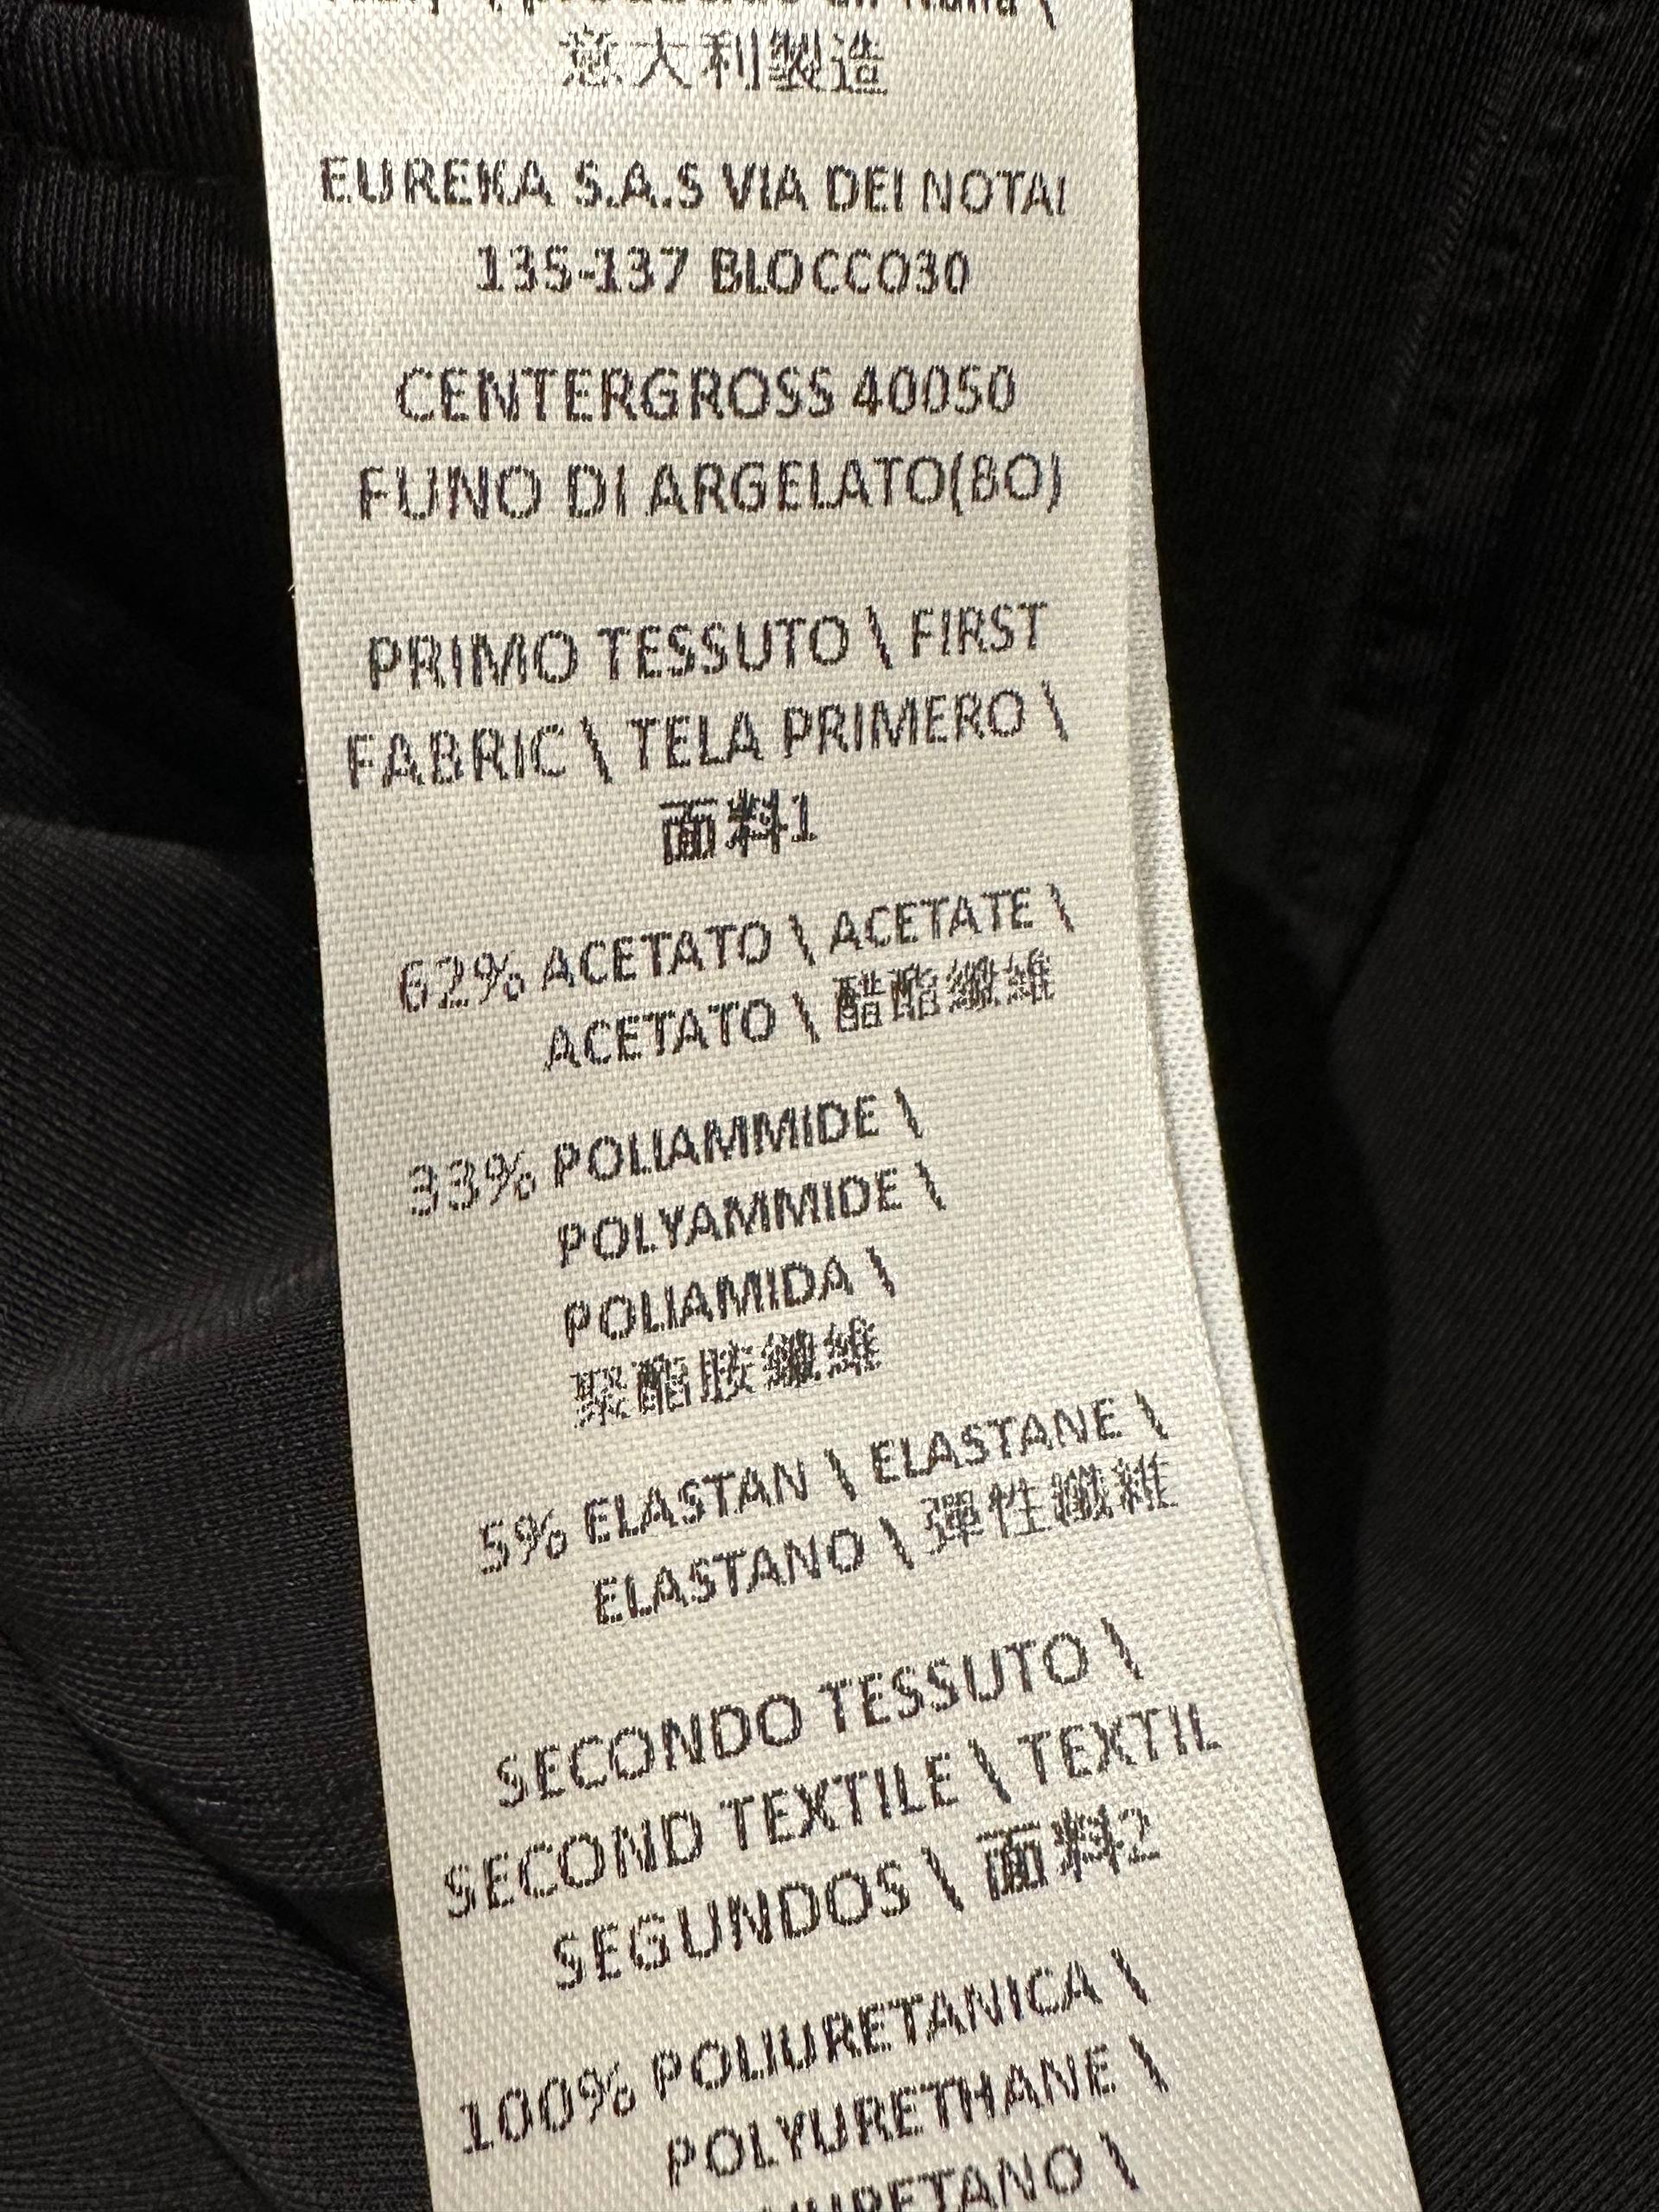 意大利製造
EUREKA S.A.S VIA DEI NOTAI
135-137 BLOCCO30
CENTERGROSS 40050
FUNO DI ARGELATO(BO)
PRIMO TESSUTO \ FIRST
FABRIC \ TELA PRIMERO \
面料1
62% ACETATO \ ACETATE \
ACETATO \ 醋酯纖維
33% POLIAMMIDE \
POLYAMMIDE \
POLIAMIDA \
聚酰胺纖維
5% ELASTAN \ ELASTANE \
ELASTANO \ 彈性纖維
SECONDO TESSUTO \
SECOND TEXTILE \ TEXTIL
SEGUNDOS \ 面料2
100% POLIURETANICA \
POLYURETHANE \